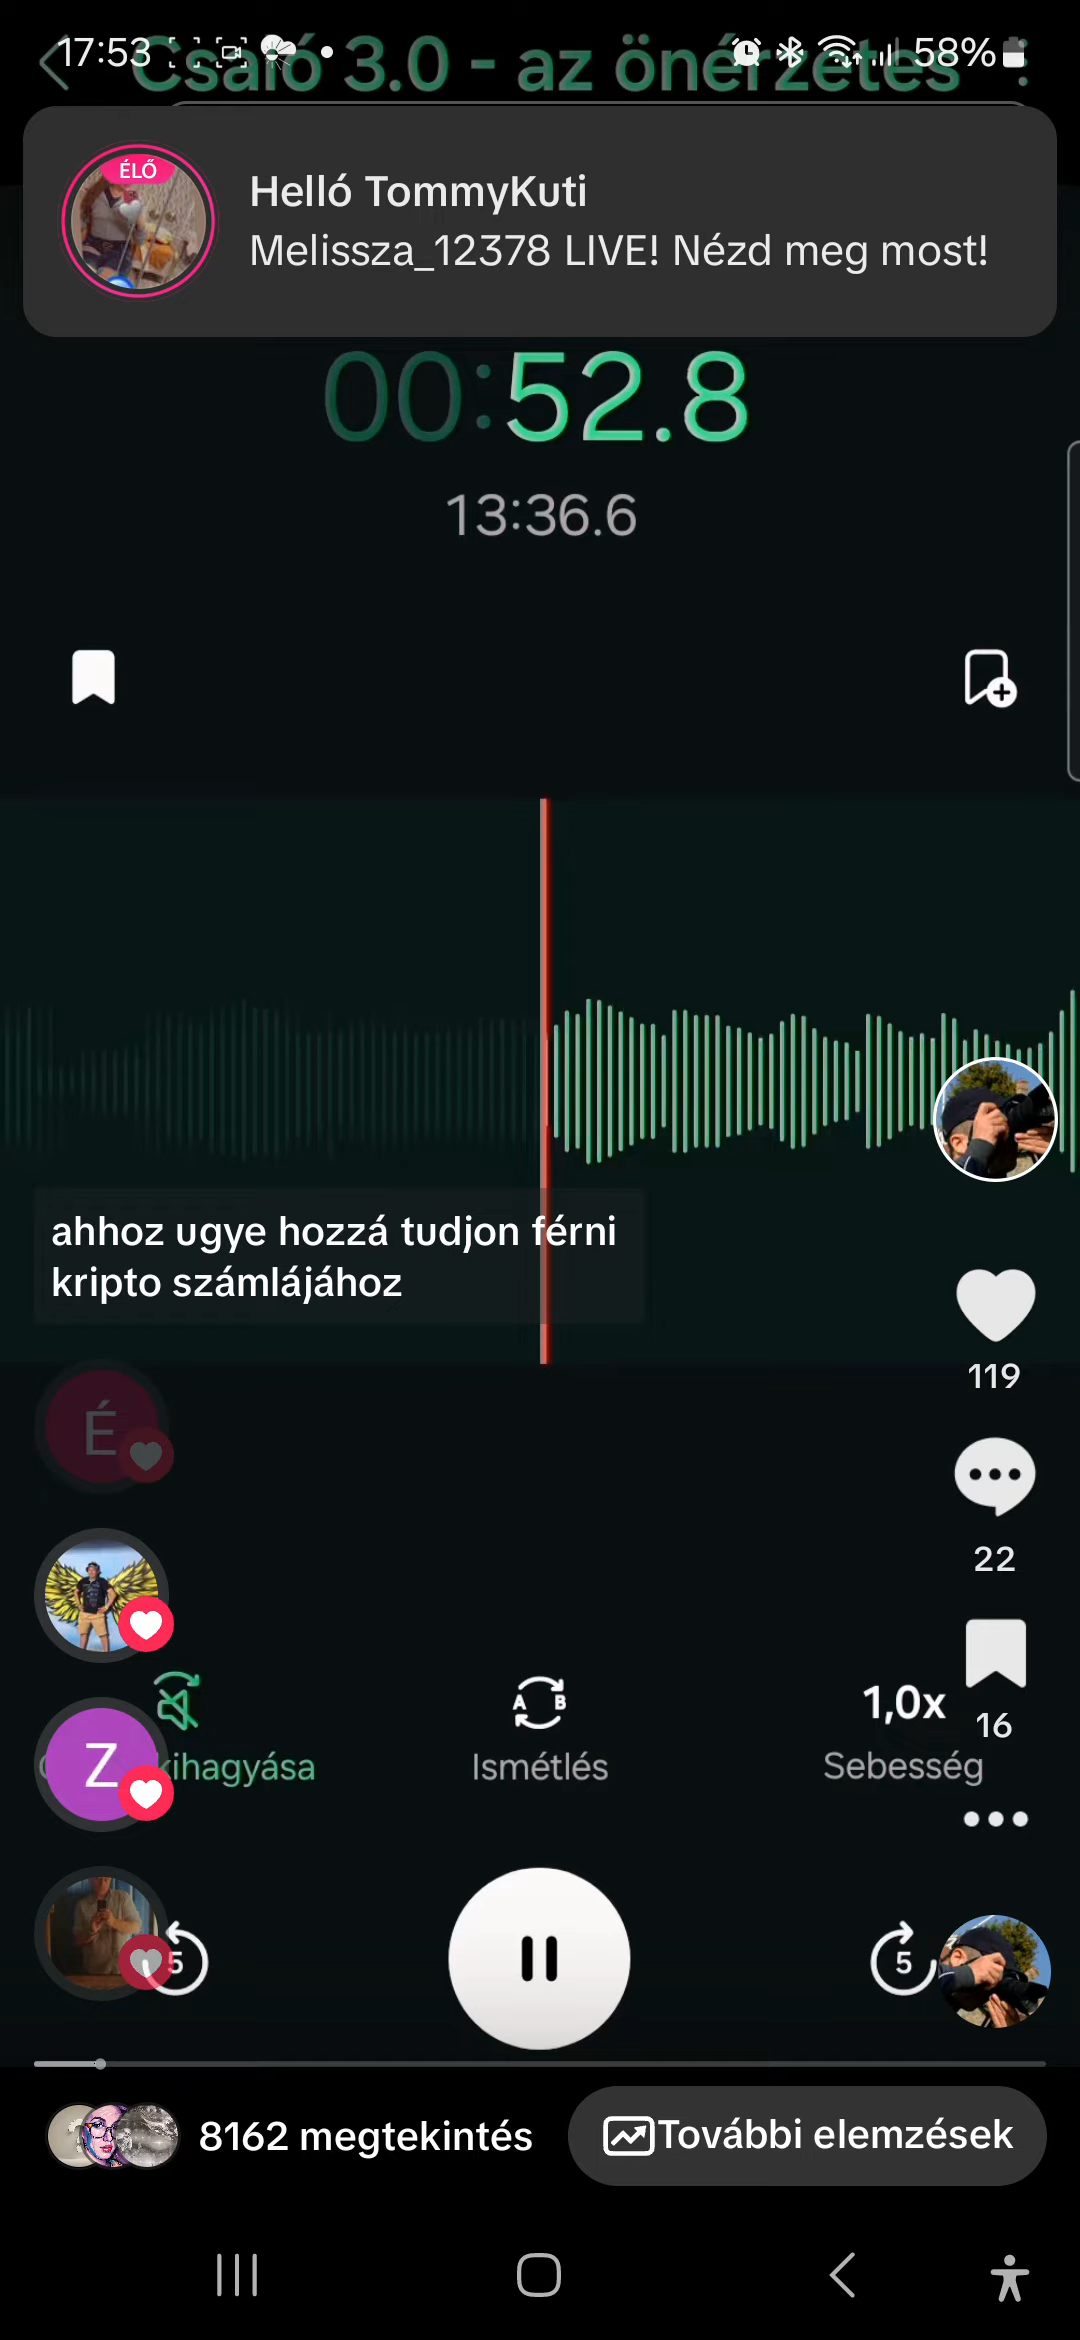 17:53
58%
Csaló 3.0 - az önérzetes
ÉLŐ
Helló TommyKuti
Melissza_12378 LIVE! Nézd meg most!
00:52.8
13:36.6
ahhoz ugye hozzá tudjon férni
kripto számlájához
119
É
22
A B
1,0x
16
Z
kihagyása
Ismétlés
Sebesség
5
5
8162 megtekintés
További elemzések